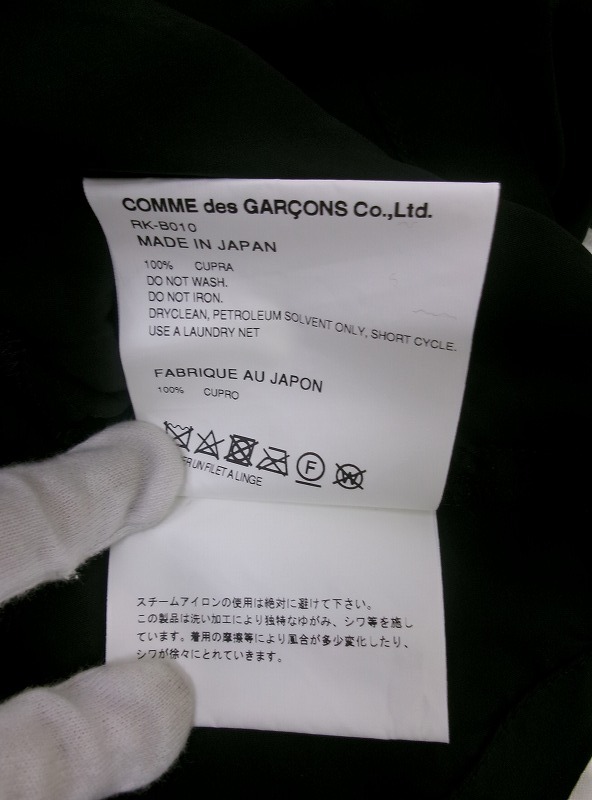 COMME des GARÇONS Co.,Ltd.
RK-B010
MADE IN JAPAN
100% CUPRA
DO NOT WASH.
DO NOT IRON.
DRYCLEAN, PETROLEUM SOLVENT ONLY, SHORT CYCLE.
USE A LAUNDRY NET
FABRIQUE AU JAPON
100% CUPRO
F
W
UN FILET A LINGE
スチームアイロンの使用は絶対に避けて下さい。
この製品は洗い加工により独特なゆがみ、シワ等を施し
ています。着用の摩擦等により風合が多少変化したり、
シワが徐々にとれていきます。